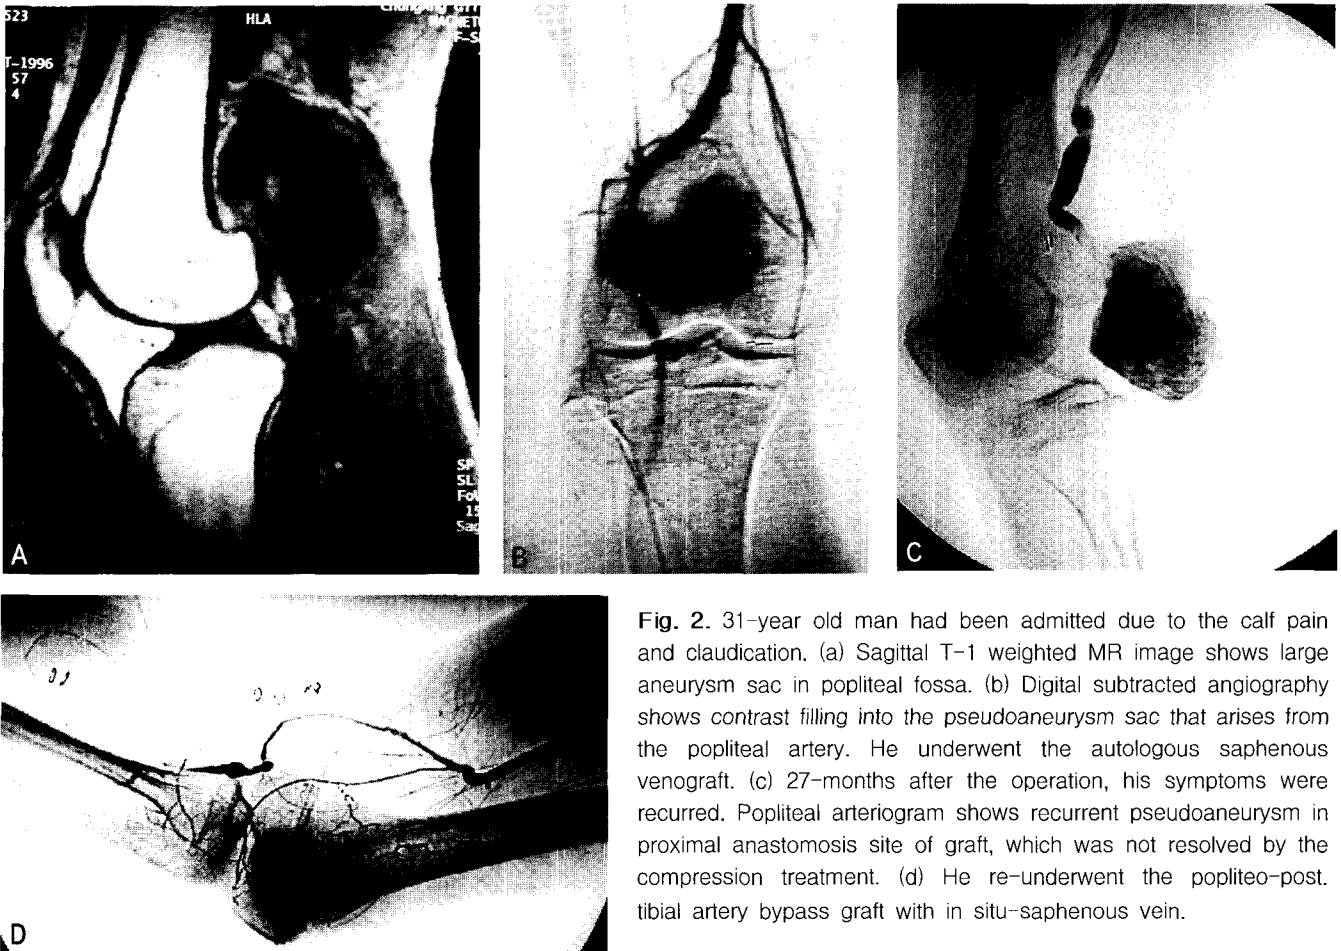 523
HLA
T-1996
57
4
SP
SL
FoV
15
Sag
A
B
C
D
Fig. 2. 31-year old man had been admitted due to the calf pain
and claudication. (a) Sagittal T-1 weighted MR image shows large
aneurysm sac in popliteal fossa. (b) Digital subtracted angiography
shows contrast filling into the pseudoaneurysm sac that arises from
the popliteal artery. He underwent the autologous saphenous
venograft. (c) 27-months after the operation, his symptoms were
recurred. Popliteal arteriogram shows recurrent pseudoaneurysm in
proximal anastomosis site of graft, which was not resolved by the
compression treatment. (d) He re-underwent the popliteo-post.
tibial artery bypass graft with in situ-saphenous vein.